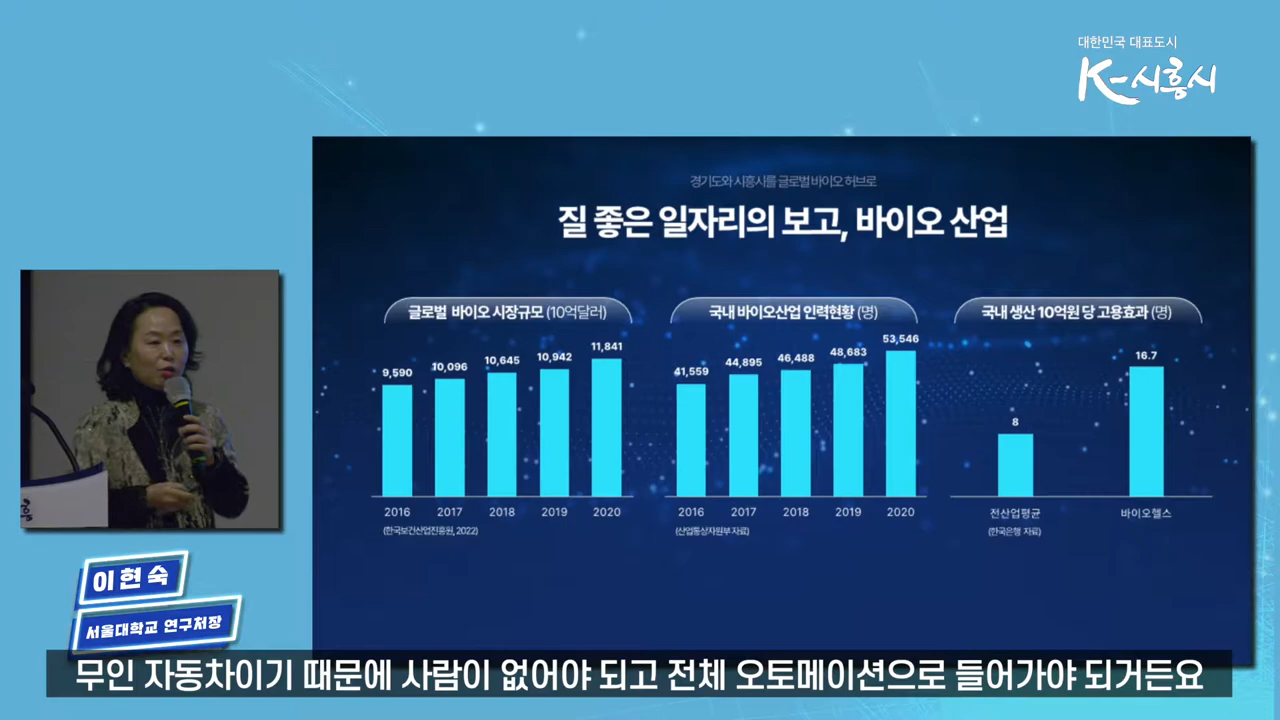 대한민국 대표도시
K-시흥시
경기도와 시흥시를 글로벌 바이오 허브로
질 좋은 일자리의 보고, 바이오 산업
글로벌 바이오 시장규모 (10억달러)
9,590
10,096
10,645
10,942
11,841
2016
2017
2018
2019
2020
(한국보건산업진흥원, 2022)
국내 바이오산업 인력현황 (명)
41,559
44,895
46,488
48,683
53,546
2016
2017
2018
2019
2020
(산업통상자원부 자료)
국내 생산 10억원 당 고용효과 (명)
8
16.7
전산업평균
바이오헬스
(한국은행 자료)
이현숙
서울대학교 연구처장
무인 자동차이기 때문에 사람이 없어야 되고 전체 오토메이션으로 들어가야 되거든요